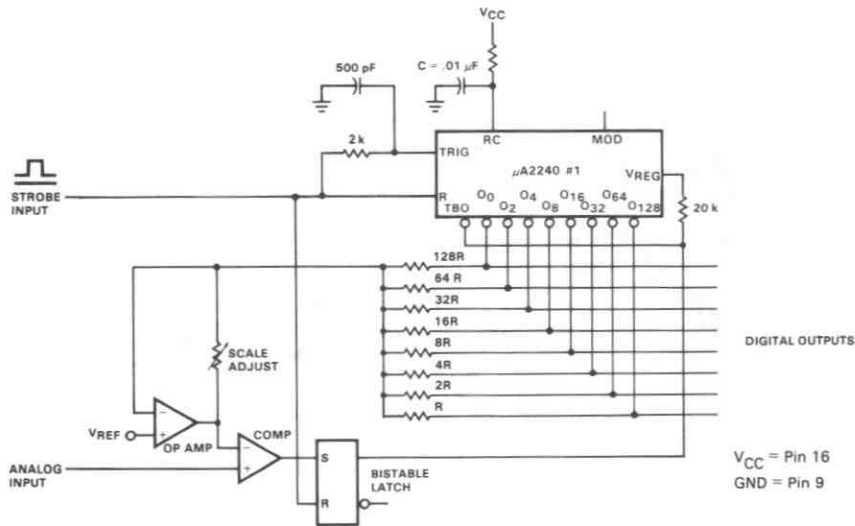 VCC
500 pF
C = .01 µF
2 k
RC
MOD
TRIG
µA2240 #1
VREG
STROBE
INPUT
R
TBO
O0
O2
O4
O8
O16
O32
O64
O128
20 k
128R
64 R
32R
16R
8R
4R
2R
R
DIGITAL OUTPUTS
SCALE
ADJUST
−
+
VREF
OP AMP
COMP
−
+
ANALOG
INPUT
S
R
BISTABLE
LATCH
VCC = Pin 16
GND = Pin 9